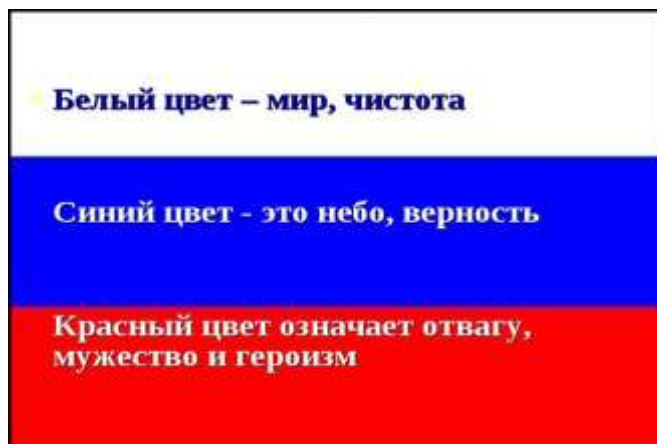 Белый цвет – мир, чистота
Синий цвет - это небо, верность
Красный цвет означает отвагу,
мужество и героизм